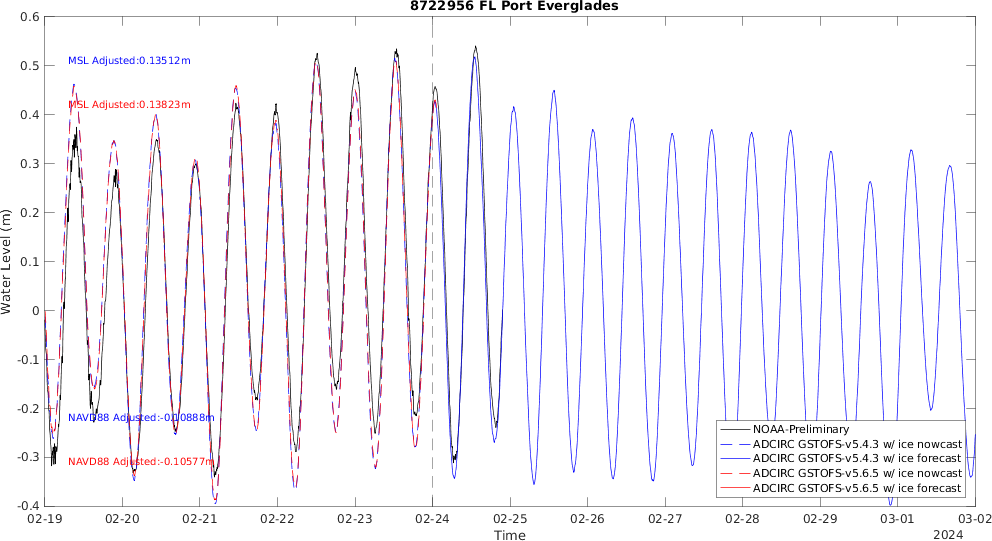 8722956 FL Port Everglades
0.6
0.5
0.4
0.3
0.2
0.1
0
-0.1
-0.2
-0.3
-0.4
Water Level (m)
MSL Adjusted:0.13512m
MSL Adjusted:0.13823m
NAVD88 Adjusted:-0.10888m
NAVD88 Adjusted:-0.10577m
NOAA-Preliminary
ADCIRC GSTOFS-v5.4.3 w/ ice nowcast
ADCIRC GSTOFS-v5.4.3 w/ ice forecast
ADCIRC GSTOFS-v5.6.5 w/ ice nowcast
ADCIRC GSTOFS-v5.6.5 w/ ice forecast
02-19 02-20 02-21 02-22 02-23 02-24 02-25 02-26 02-27 02-28 02-29 03-01 03-02
Time
2024